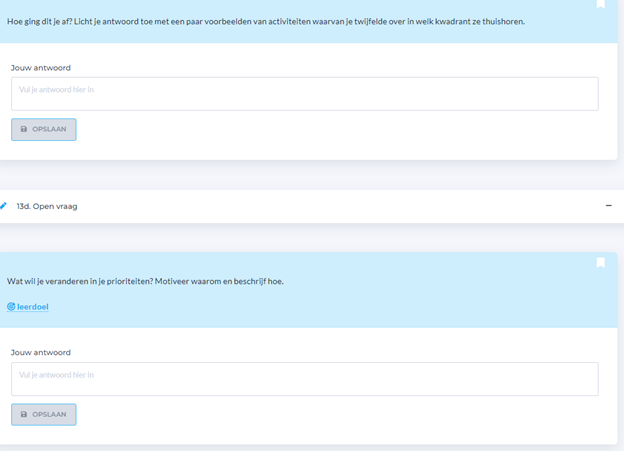 Hoe ging dit je af? Licht je antwoord toe met een paar voorbeelden van activiteiten waarvan je twijfelde over in welk kwadrant ze thuishoren.
Jouw antwoord
Vul je antwoord hier in
OPSLAAN
13d. Open vraag
Wat wil je veranderen in je prioriteiten? Motiveer waarom en beschrijf hoe.
leerdoel
Jouw antwoord
Vul je antwoord hier in
OPSLAAN